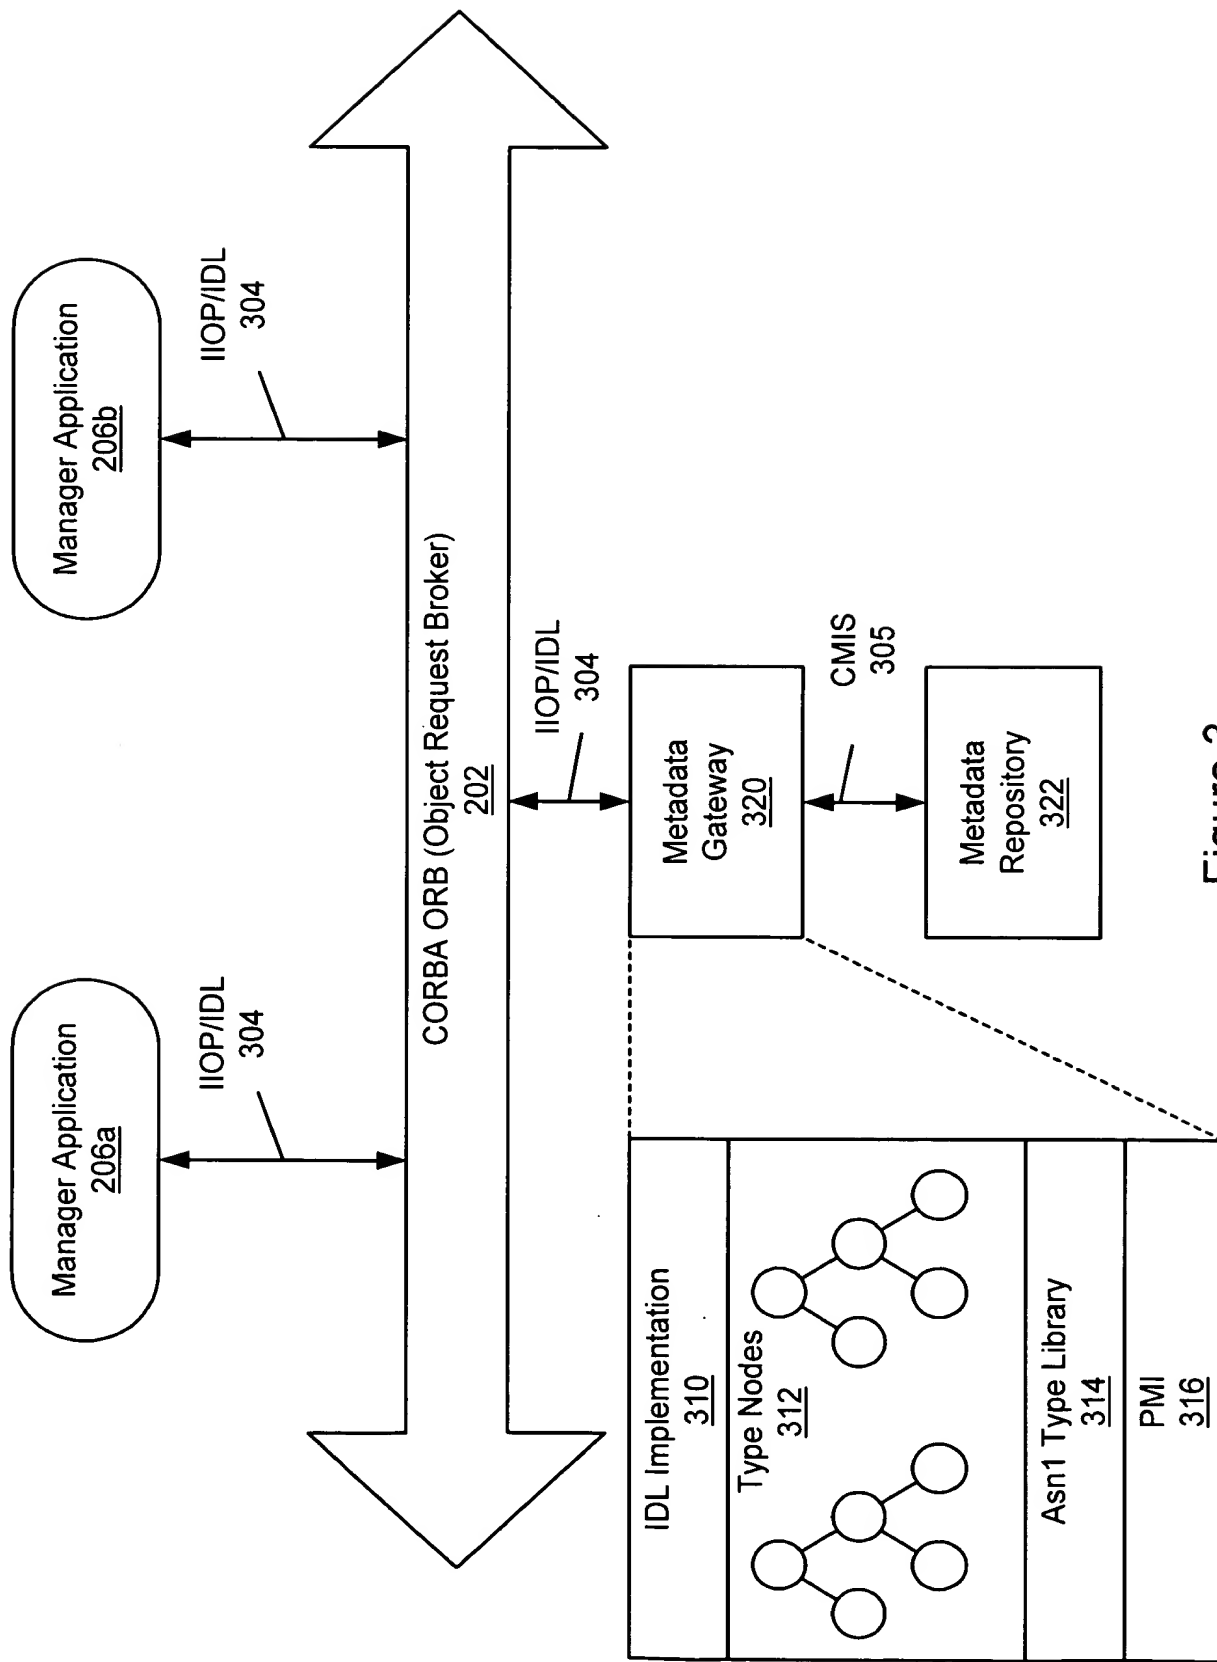 Manager Application
206a
Manager Application
206b
IIOP/IDL
304
IIOP/IDL
304
CORBA ORB (Object Request Broker)
202
IIOP/IDL
304
IDL Implementation
310
Type Nodes
312
Asn1 Type Library
314
PMI
316
Metadata
Gateway
320
CMIS
305
Metadata
Repository
322
Figure